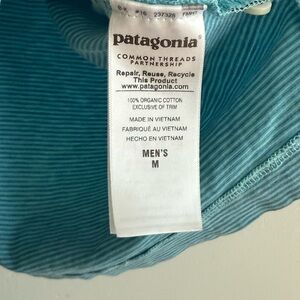 patagonia®
COMMON THREADS
PARTNERSHIP
Repair, Reuse, Recycle
This Product
www.patagonia.com
100% ORGANIC COTTON
EXCLUSIVE OF TRIM
MADE IN VIETNAM
FABRIQUÉ AU VIETNAM
HECHO EN VIETNAM
MEN'S
M